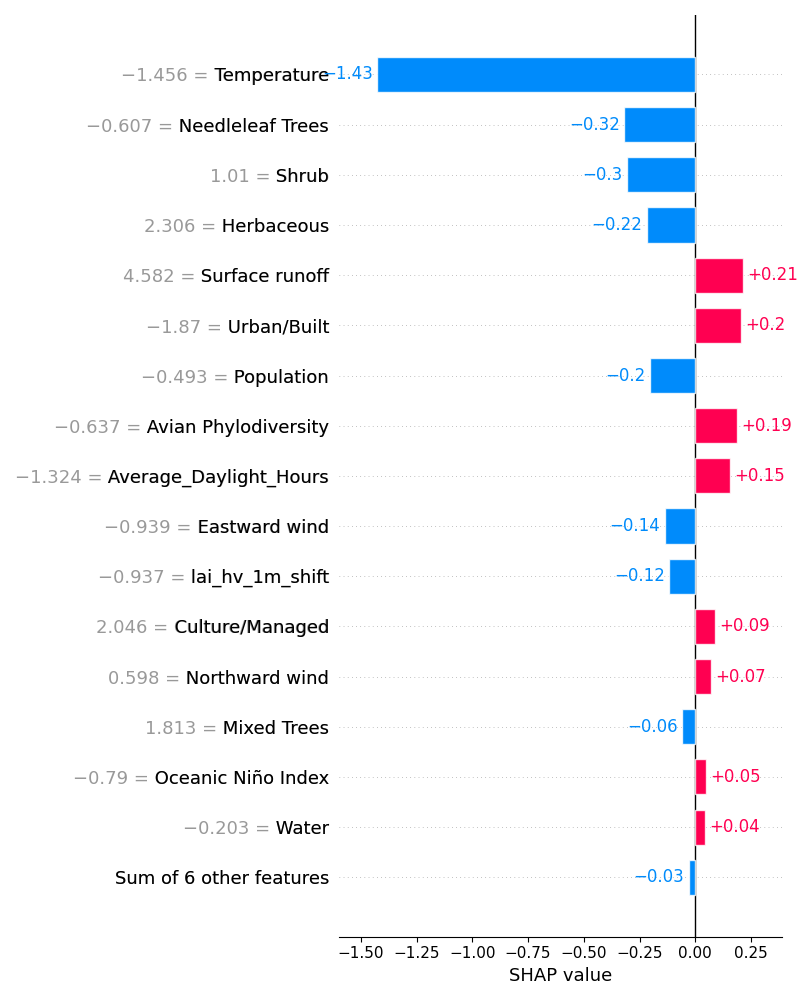 −1.456 = Temperature −1.43
−0.607 = Needleleaf Trees −0.32
1.01 = Shrub −0.3
2.306 = Herbaceous −0.22
4.582 = Surface runoff +0.21
−1.87 = Urban/Built +0.2
−0.493 = Population −0.2
−0.637 = Avian Phylodiversity +0.19
−1.324 = Average_Daylight_Hours +0.15
−0.939 = Eastward wind −0.14
−0.937 = lai_hv_1m_shift −0.12
2.046 = Culture/Managed +0.09
0.598 = Northward wind +0.07
1.813 = Mixed Trees −0.06
−0.79 = Oceanic Niño Index +0.05
−0.203 = Water +0.04
Sum of 6 other features −0.03
−1.50 −1.25 −1.00 −0.75 −0.50 −0.25 0.00 0.25
SHAP value